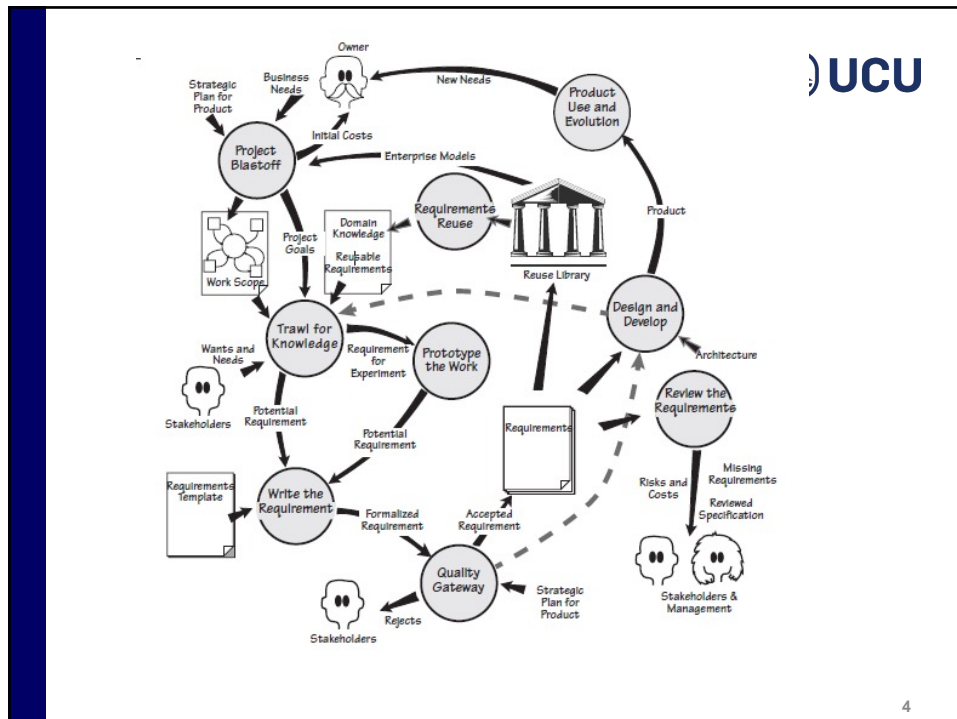 Owner
UCU
Strategic
Plan for
Product
Business
Needs
New Needs
Product
Use and
Evolution
Initial Costs
Project
Blastoff
Enterprise Models
Requirements
Reuse
Domain
Knowledge
Reusable
Requirements
Project
Goals
Product
Work Scope
Reuse Library
Design and
Develop
Trawl for
Knowledge
Requirement
for
Experiment
Prototype
the Work
Architecture
Wants and
Needs
Stakeholders
Review the
Requirements
Potential
Requirement
Potential
Requirement
Requirements
Requirements
Template
Write the
Requirement
Formalized
Requirement
Accepted
Requirement
Risks and
Costs
Missing
Requirements
Reviewed
Specification
Quality
Gateway
Strategic
Plan for
Product
Rejects
Stakeholders
Stakeholders &
Management
4